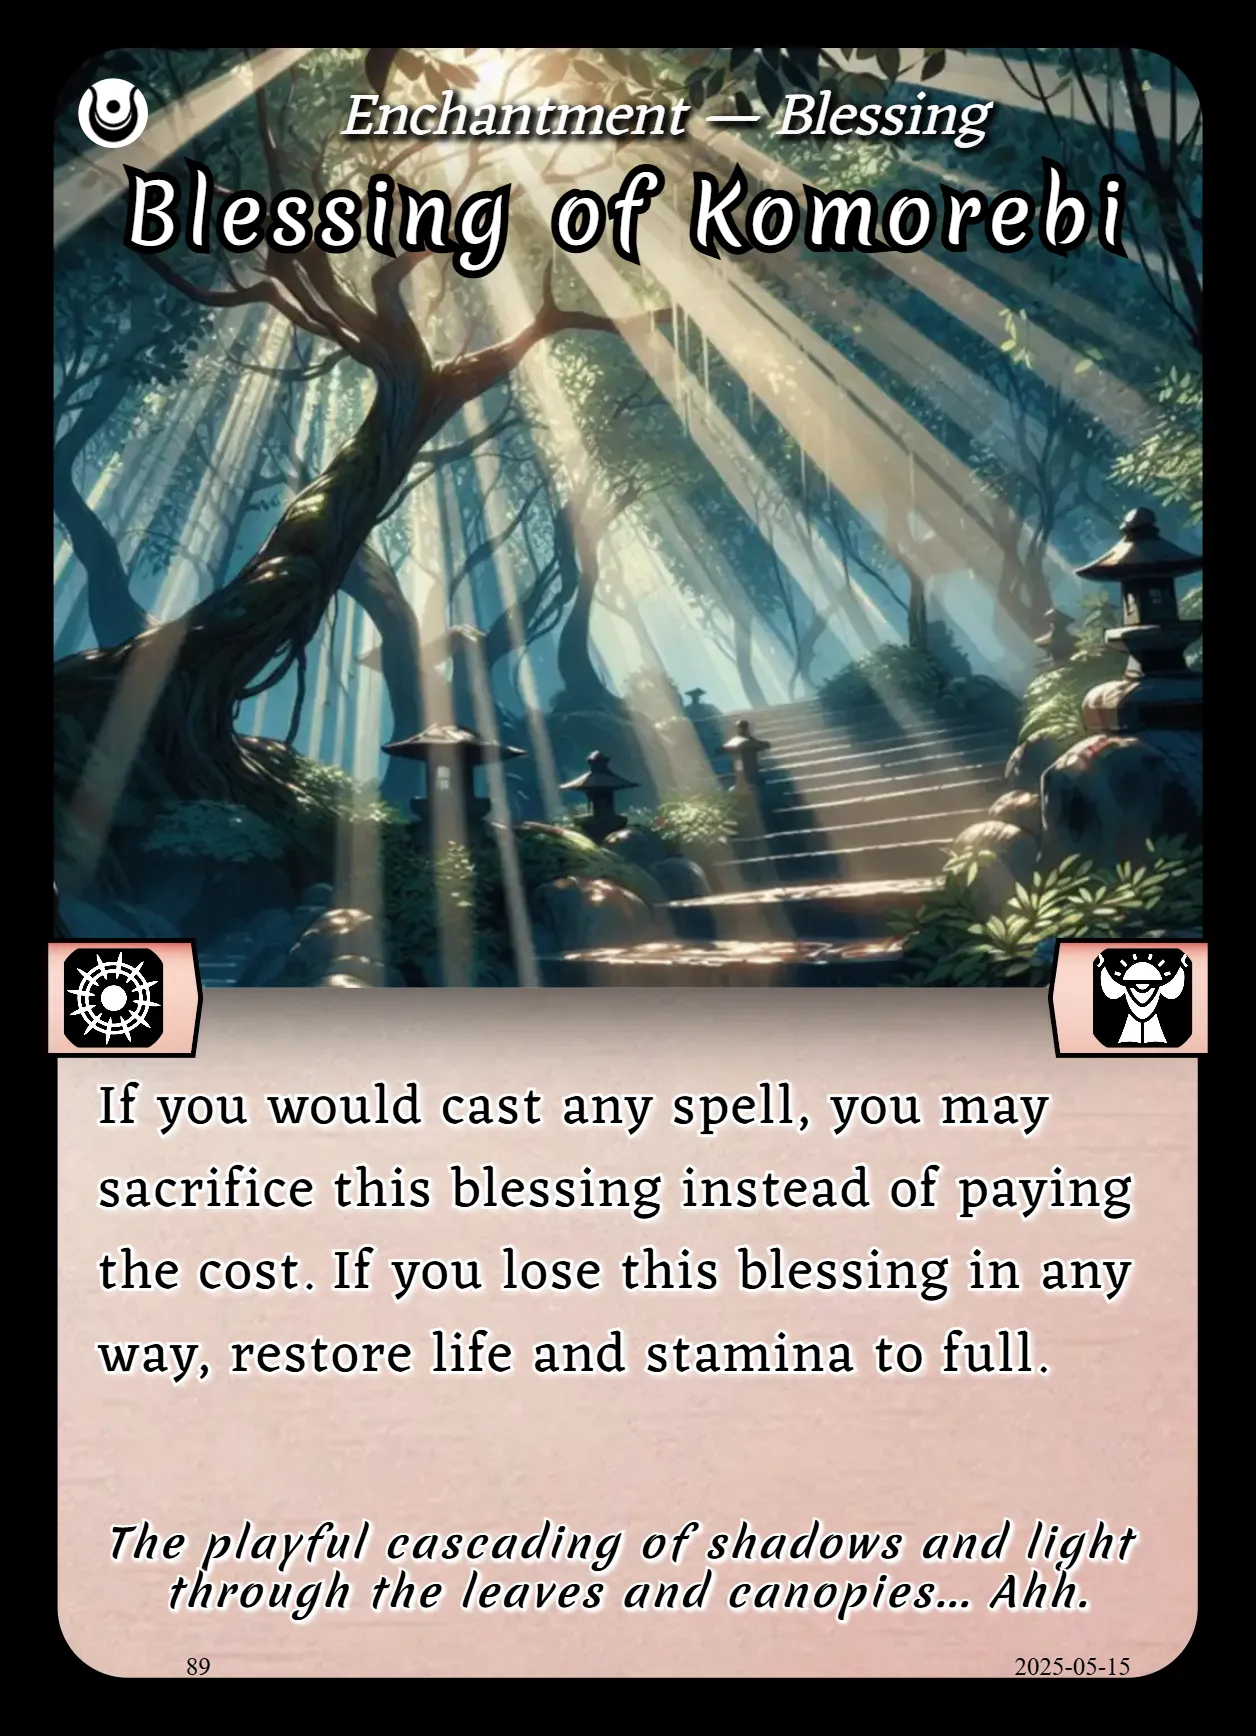 Enchantment — Blessing
Blessing of Komorebi
If you would cast any spell, you may
sacrifice this blessing instead of paying
the cost. If you lose this blessing in any
way, restore life and stamina to full.
The playful cascading of shadows and light
through the leaves and canopies... Ahh.
89
2025-05-15